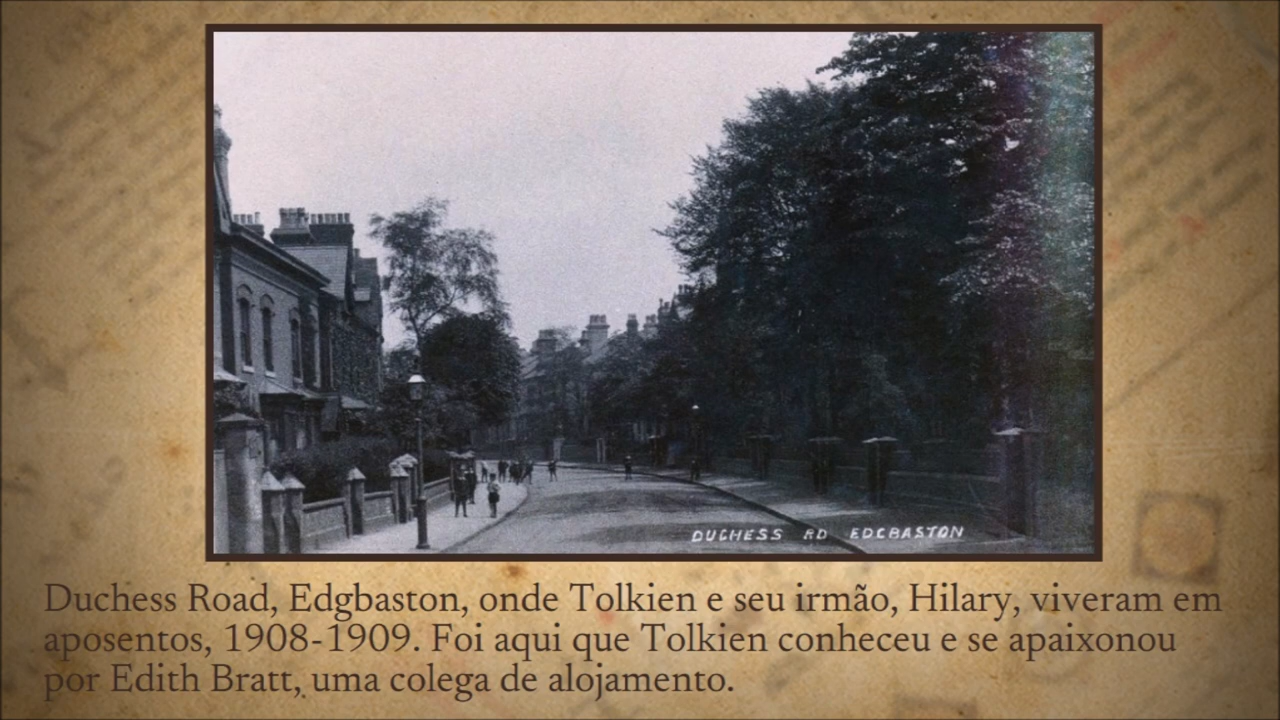 DUCHESS RD EDGBASTON
Duchess Road, Edgbaston, onde Tolkien e seu irmão, Hilary, viveram em
aposentos, 1908-1909. Foi aqui que Tolkien conheceu e se apaixonou
por Edith Bratt, uma colega de alojamento.